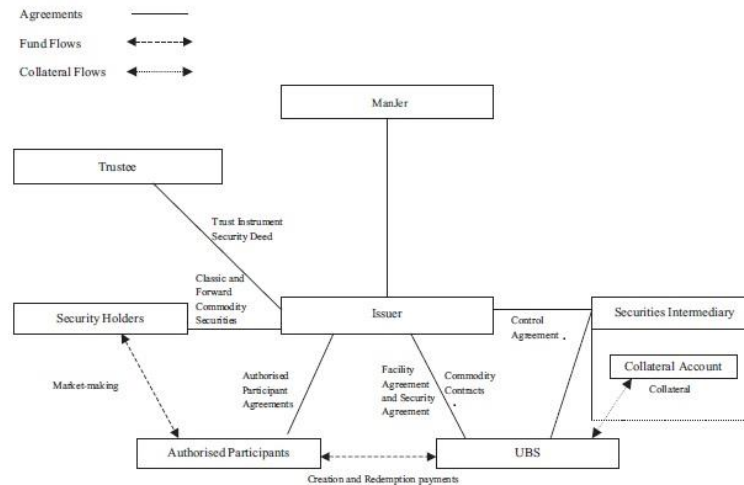 Agreements
Fund Flows
Collateral Flows
ManJer
Trustee
Trust Instrument
Security Deed
Classic and
Forward
Commodity
Securities
Security Holders
Issuer
Securities Intermediary
Control
Agreement
Collateral Account
Collateral
Market-making
Authorised
Participant
Agreements
Facility
Agreement
and Security
Agreement
Commodity
Contracts
Authorised Participants
UBS
Creation and Redemption payments